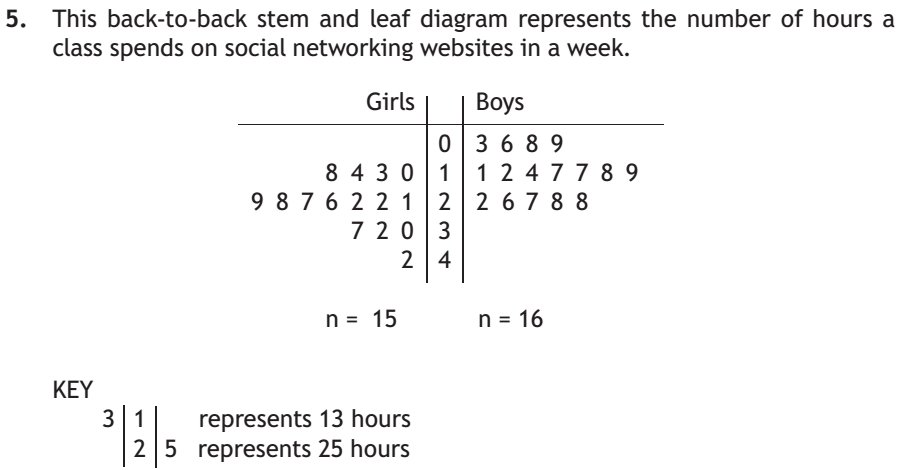 5. This back-to-back stem and leaf diagram represents the number of hours a
class spends on social networking websites in a week.
Girls Boys
0 3 6 8 9
8 4 3 0 1 1 2 4 7 7 8 9
9 8 7 6 2 2 1 2 2 6 7 8 8
7 2 0 3
2 4
n = 15 n = 16
KEY
3 1 represents 13 hours
2 5 represents 25 hours